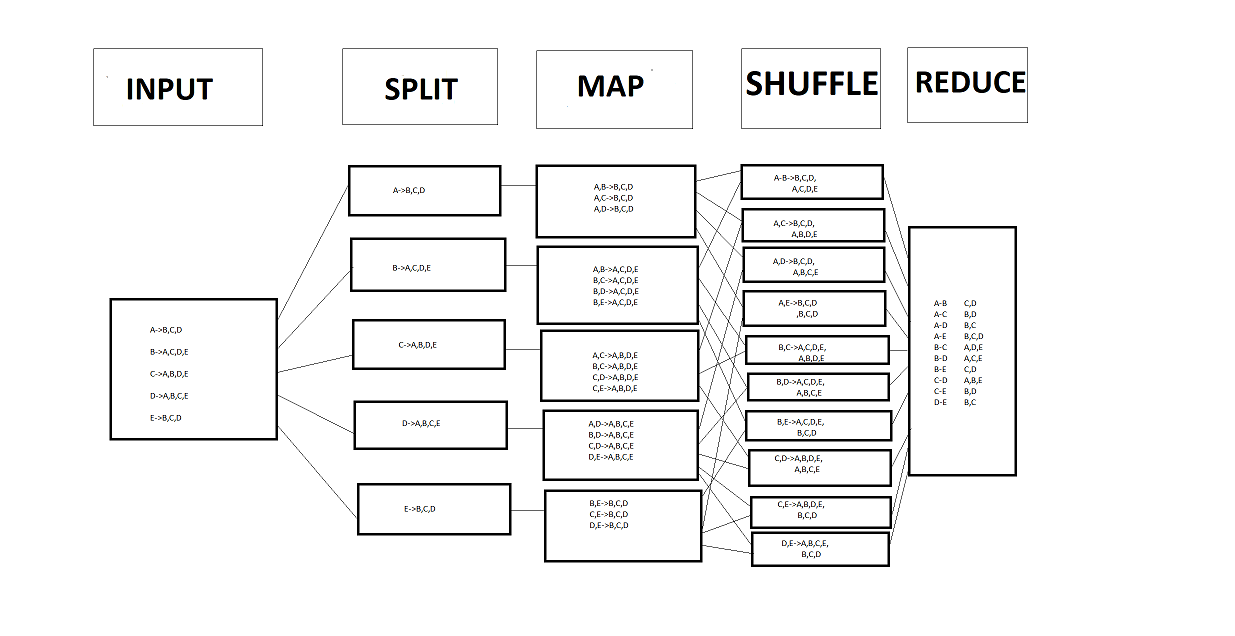 INPUT
SPLIT
MAP
SHUFFLE
REDUCE
A->B,C,D
B->A,C,D,E
C->A,B,D,E
D->A,B,C,E
E->B,C,D
A->B,C,D
B->A,C,D,E
C->A,B,D,E
D->A,B,C,E
E->B,C,D
A,B->B,C,D
A,C->B,C,D
A,D->B,C,D
A,B->A,C,D,E
B,C->A,C,D,E
B,D->A,C,D,E
B,E->A,C,D,E
A,C->A,B,D,E
B,C->A,B,D,E
C,D->A,B,D,E
C,E->A,B,D,E
A,D->A,B,C,E
B,D->A,B,C,E
C,D->A,B,C,E
D,E->A,B,C,E
B,E->B,C,D
C,E->B,C,D
D,E->B,C,D
A-B->B,C,D,
A,C,D,E
A,C->B,C,D,
A,B,D,E
A,D->B,C,D,
A,B,C,E
A,E->B,C,D
,B,C,D
B,C->A,C,D,E,
A,B,D,E
B,D->A,C,D,E,
A,B,C,E
B,E->A,C,D,E,
B,C,D
C,D->A,B,D,E,
A,B,C,E
C,E->A,B,D,E,
B,C,D
D,E->A,B,C,E,
B,C,D
A-B C,D
A-C B,D
A-D B,C
A-E B,C,D
B-C A,D,E
B-D A,C,E
B-E C,D
C-D A,B,E
C-E B,D
D-E B,C